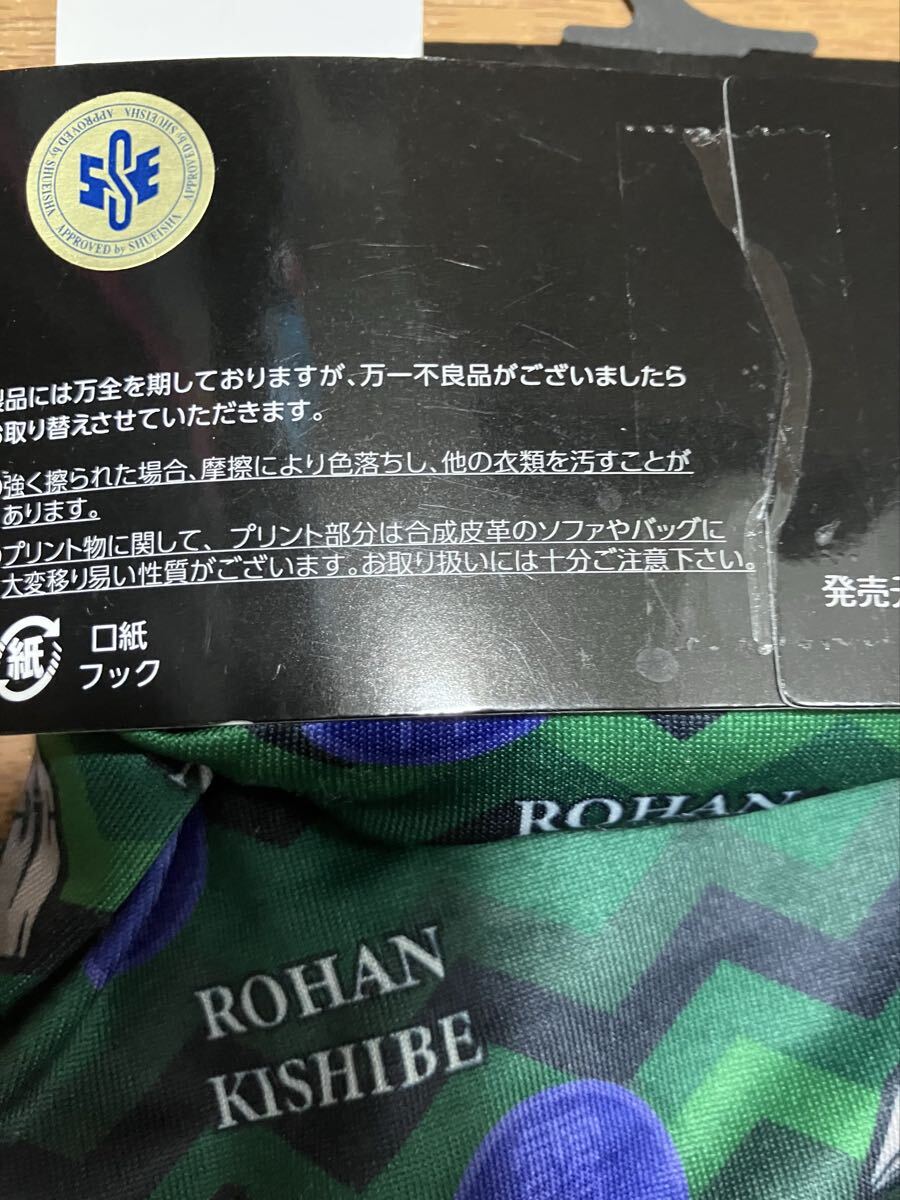 APPROVED by SHUEISHA APPROVED by SHUEISHA APPROVED by SHUEISHA
SSE
製品には万全を期しておりますが、万一不良品がございましたら
お取り替えさせていただきます。
強く擦られた場合、摩擦により色落ちし、他の衣類を汚すことが
あります。
プリント物に関して、プリント部分は合成皮革のソファやバッグに
大変移り易い性質がございます。お取り扱いには十分ご注意下さい。
発売元
紙
口紙
フック
ROHAN
ROHAN
KISHIBE